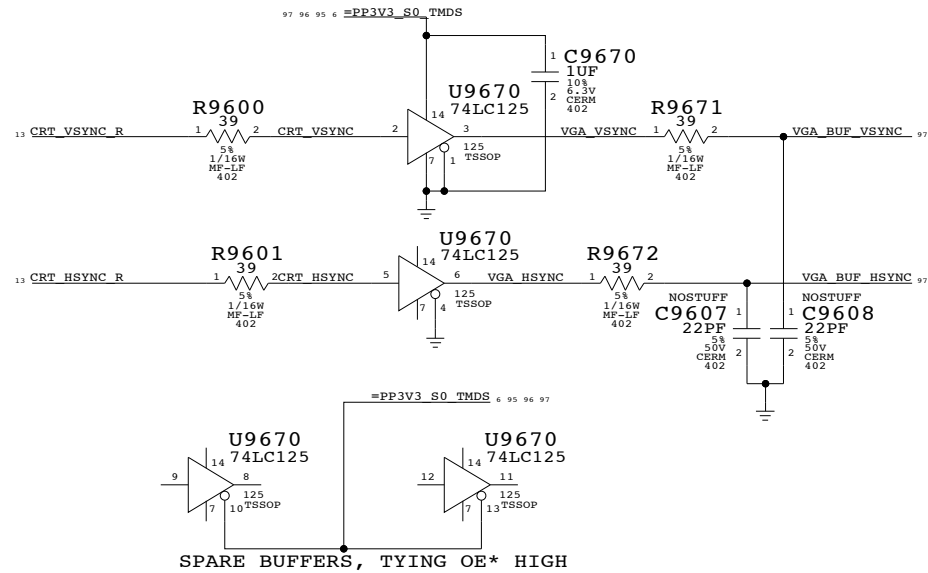 97 96 95 6 =PP3V3_S0_TMDS
1 C9670
1UF
10%
6.3V
2 CERM
402
U9670
74LC125
R9600
39
R9671
39
14
13 CRT_VSYNC_R 1 2 CRT_VSYNC 2 3 VGA_VSYNC 1 2 VGA_BUF_VSYNC 97
5%
1/16W
MF-LF
402
7 1
125
TSSOP
5%
1/16W
MF-LF
402
R9601
39
U9670
74LC125
R9672
39
14
13 CRT_HSYNC_R 1 2 CRT_HSYNC 5 6 VGA_HSYNC 1 2 VGA_BUF_HSYNC 97
5%
1/16W
MF-LF
402
7 4
125
TSSOP
5%
1/16W
MF-LF
402
NOSTUFF
C9607 1
22PF
5%
50V
CERM 2
402
NOSTUFF
1 C9608
22PF
5%
50V
2 CERM
402
=PP3V3_S0_TMDS 6 95 96 97
U9670
74LC125
14
9 8
7 10
125
TSSOP
U9670
74LC125
14
12 11
7 13
125
TSSOP
SPARE BUFFERS, TYING OE* HIGH